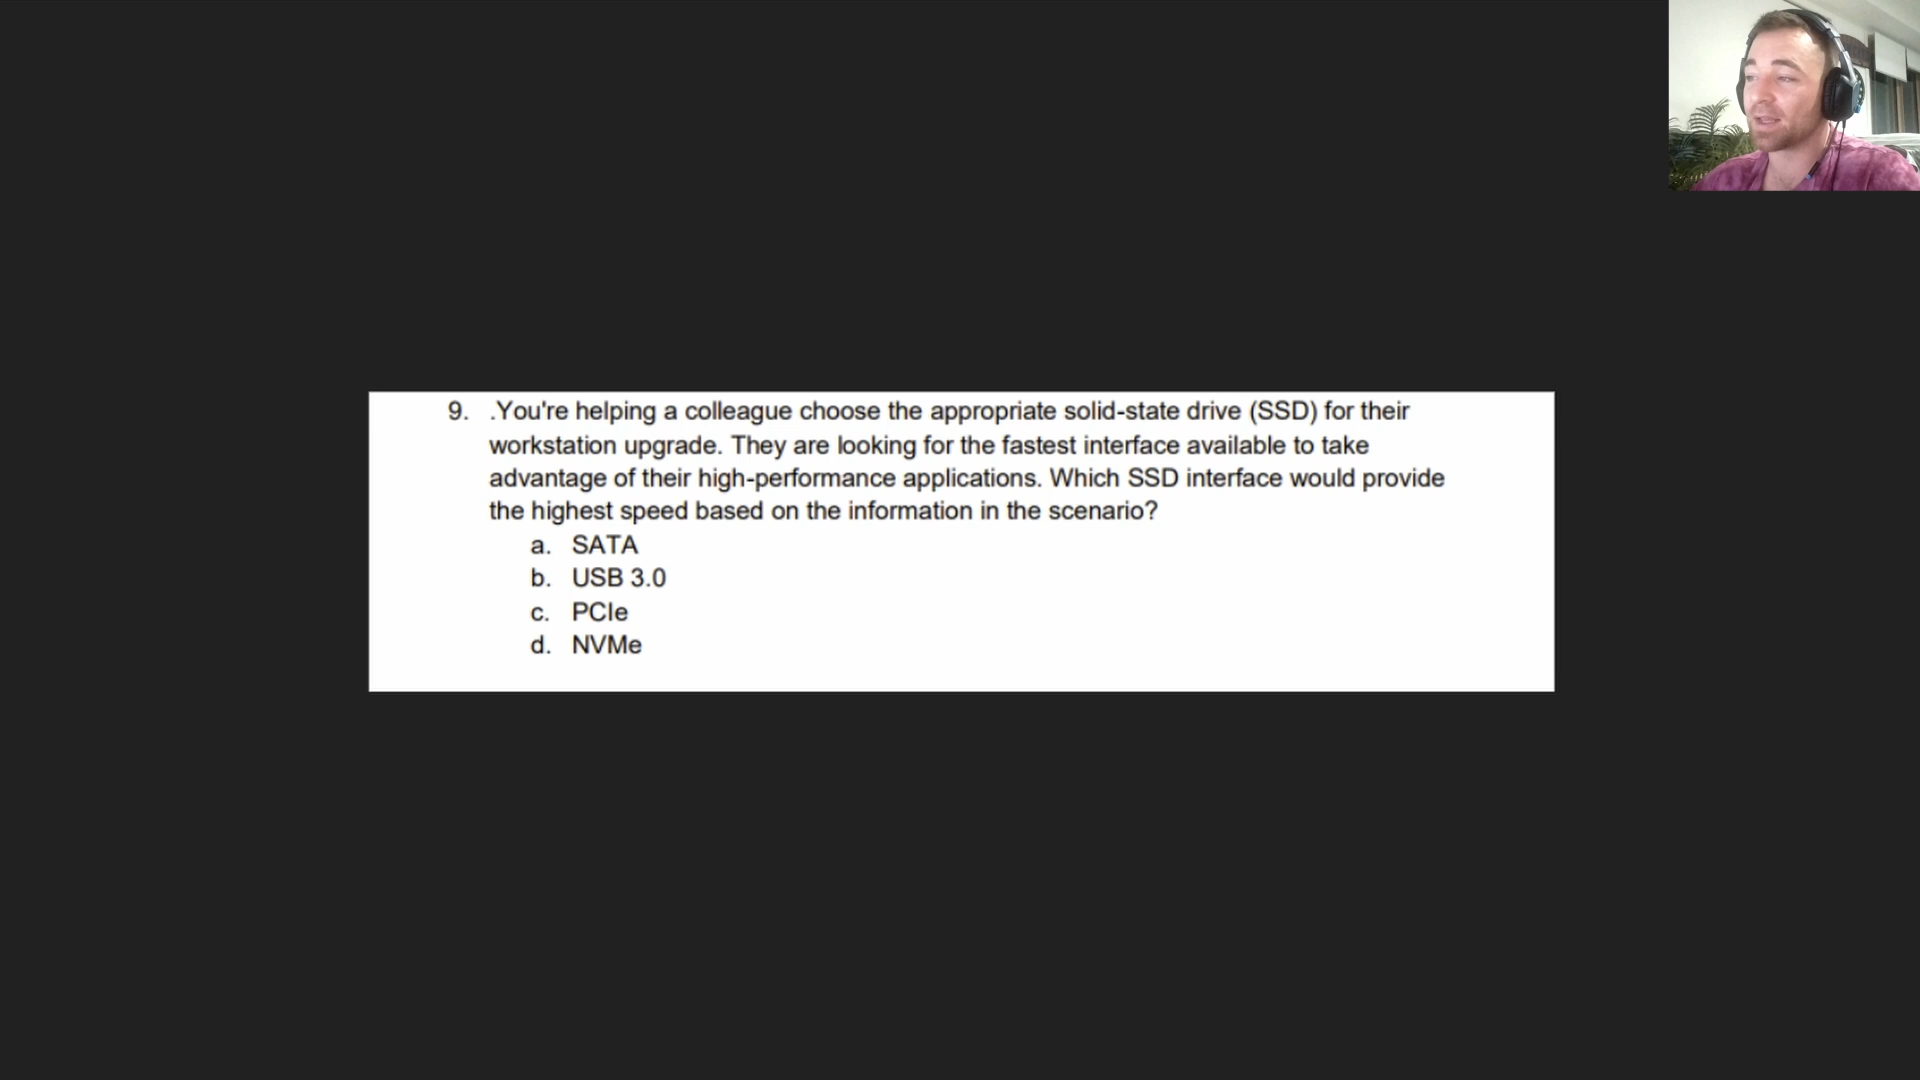 9. .You're helping a colleague choose the appropriate solid-state drive (SSD) for their
workstation upgrade. They are looking for the fastest interface available to take
advantage of their high-performance applications. Which SSD interface would provide
the highest speed based on the information in the scenario?
a. SATA
b. USB 3.0
c. PCIe
d. NVMe